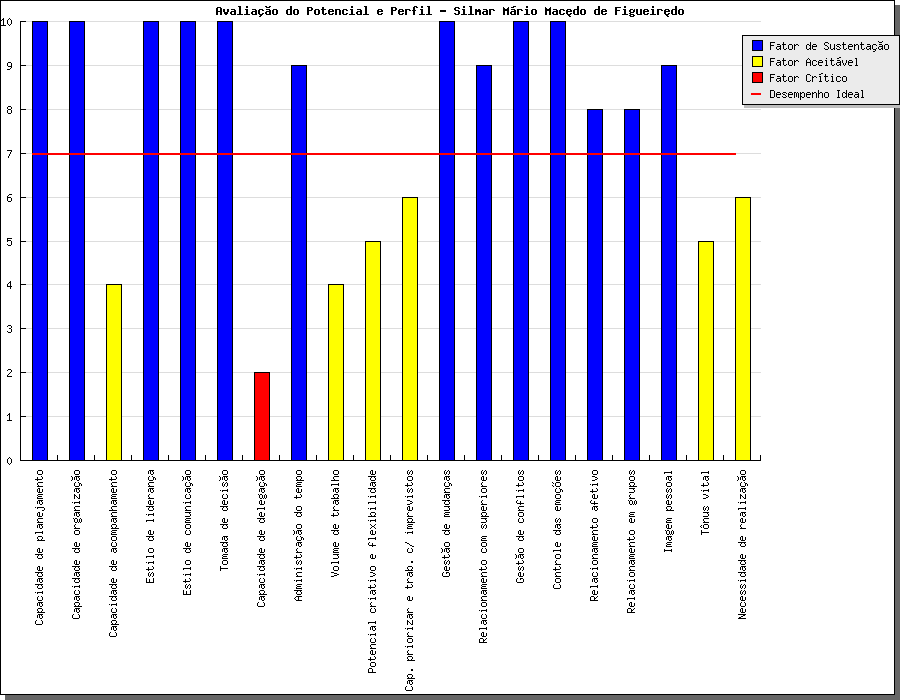 Avaliação do Potencial e Perfil - Silmar Mário Macędo de Figueirędo
Fator de Sustentação
Fator Aceitável
Fator Crítico
Desempenho Ideal
10
9
8
7
6
5
4
3
2
1
0
Capacidade de planejamento
Capacidade de organização
Capacidade de acompanhamento
Estilo de liderança
Estilo de comunicação
Tomada de decisão
Capacidade de delegação
Administração do tempo
Volume de trabalho
Potencial criativo e flexibilidade
Cap. priorizar e trab. c/ imprevistos
Gestão de mudanças
Relacionamento com superiores
Gestão de conflitos
Controle das emoções
Relacionamento afetivo
Relacionamento em grupos
Imagem pessoal
Tônus vital
Necessidade de realização